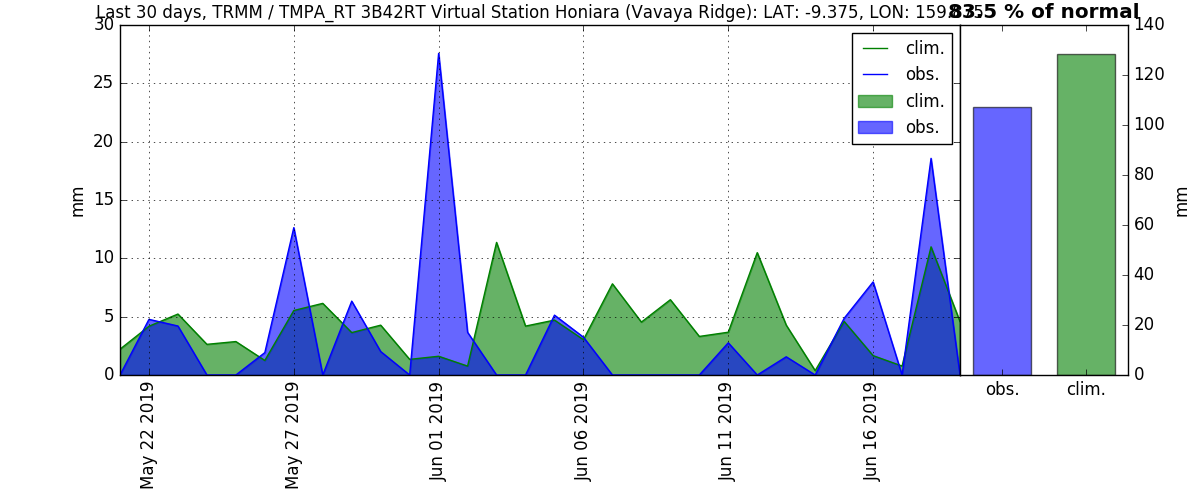 Last 30 days, TRMM / TMPA_RT 3B42RT Virtual Station Honiara (Vavaya Ridge): LAT: -9.375, LON: 159.875
83.5 % of normal
30
25
20
15
10
5
0
mm
clim.
obs.
clim.
obs.
140
120
100
80
60
40
20
0
mm
May 22 2019
May 27 2019
Jun 01 2019
Jun 06 2019
Jun 11 2019
Jun 16 2019
obs.
clim.